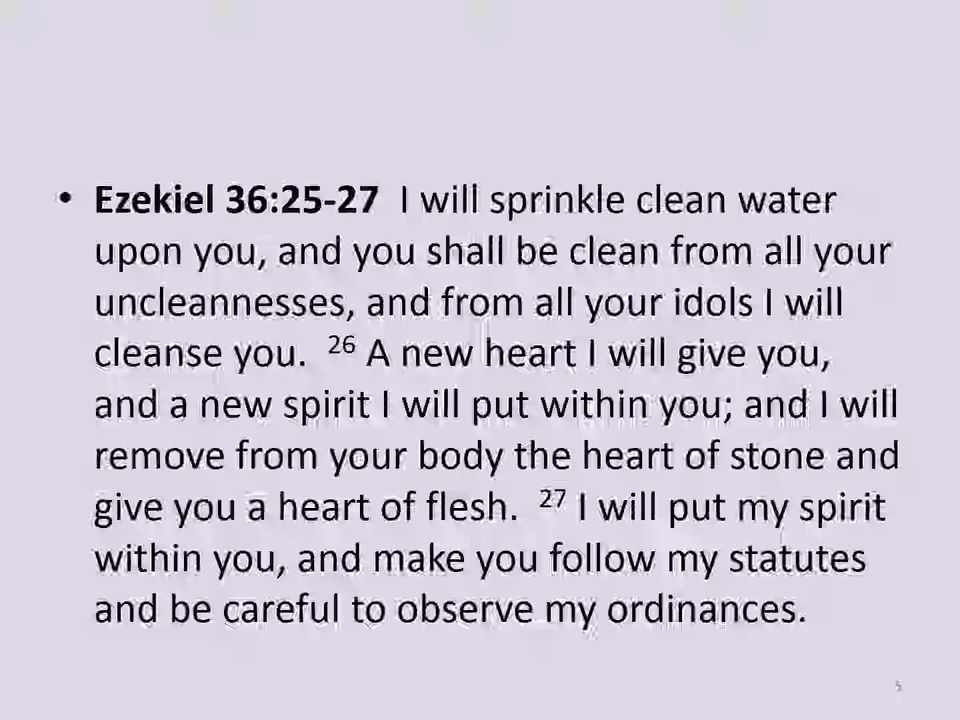 • Ezekiel 36:25-27 I will sprinkle clean water
upon you, and you shall be clean from all your
uncleannesses, and from all your idols I will
cleanse you. 26 A new heart I will give you,
and a new spirit I will put within you; and I will
remove from your body the heart of stone and
give you a heart of flesh. 27 I will put my spirit
within you, and make you follow my statutes
and be careful to observe my ordinances.
5